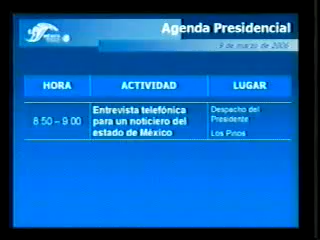 Agenda Presidencial
9 de marzo de 2006
HORA ACTIVIDAD LUGAR
8:50 – 9:00
Entrevista telefónica
para un noticiero del
estado de México
Despacho del
Presidente
Los Pinos